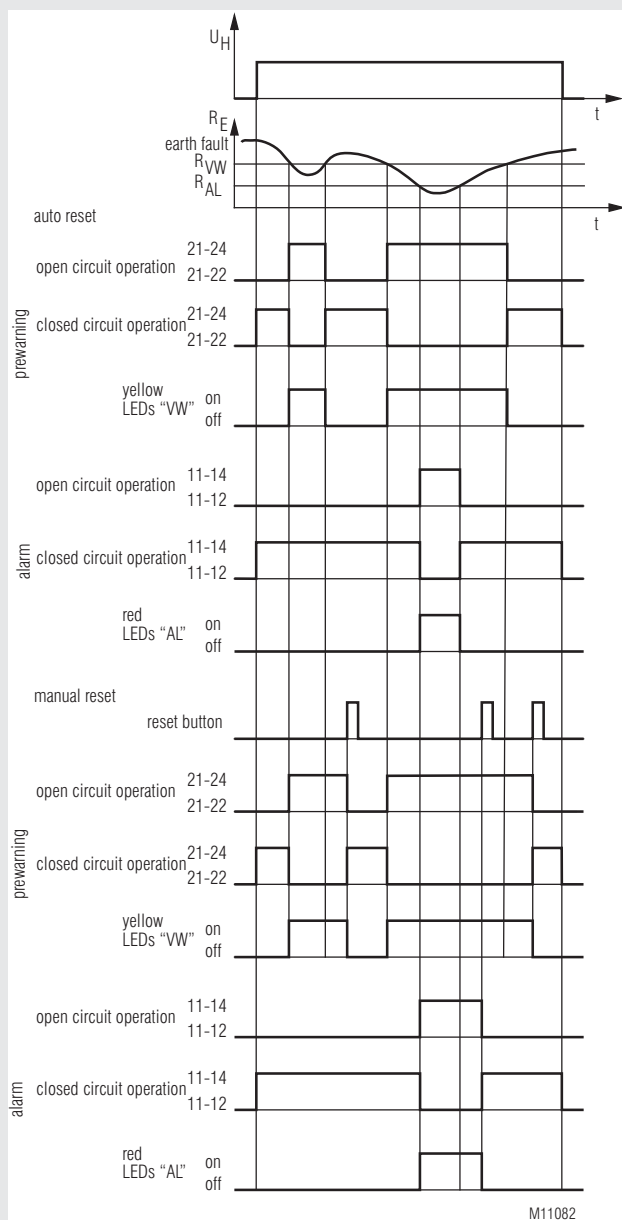 U_H
t
R_E
earth fault
R_VW
R_AL
t
auto reset
prewarning
open circuit operation 21-24
21-22
closed circuit operation 21-24
21-22
yellow
LEDs “VW” on
off
alarm
open circuit operation 11-14
11-12
closed circuit operation 11-14
11-12
red
LEDs “AL” on
off
manual reset
reset button
prewarning
open circuit operation 21-24
21-22
closed circuit operation 21-24
21-22
yellow
LEDs “VW” on
off
alarm
open circuit operation 11-14
11-12
closed circuit operation 11-14
11-12
red
LEDs “AL” on
off
M11082